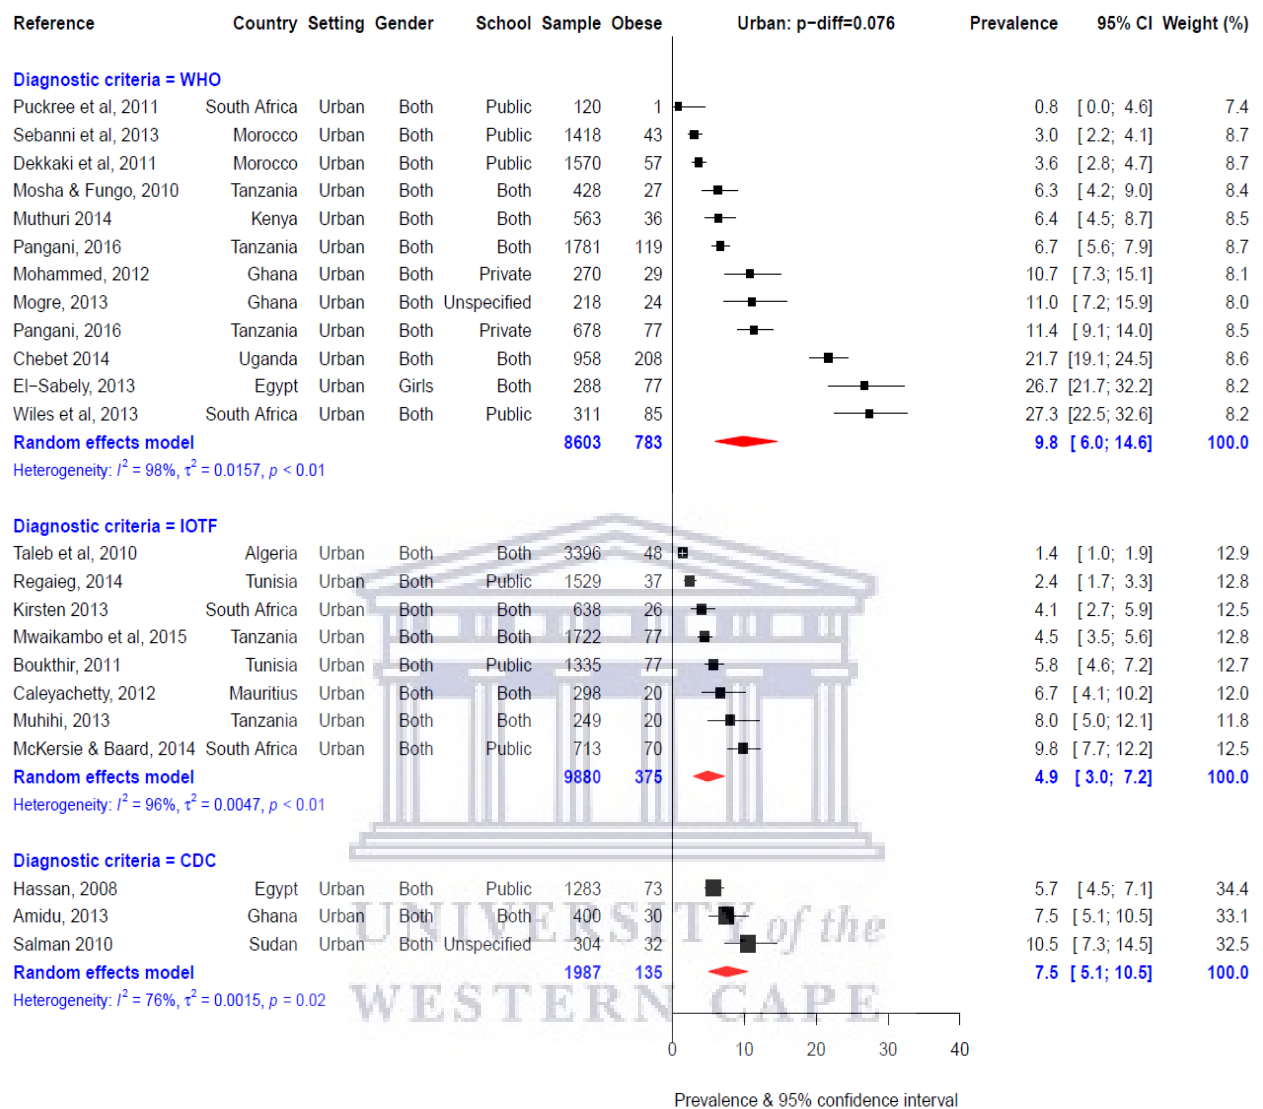 Reference Country Setting Gender School Sample Obese Urban: p−diff=0.076 Prevalence 95% CI Weight (%)
Diagnostic criteria = WHO
Puckree et al, 2011 South Africa Urban Both Public 120 1 0.8 [ 0.0; 4.6] 7.4
Sebanni et al, 2013 Morocco Urban Both Public 1418 43 3.0 [ 2.2; 4.1] 8.7
Dekkaki et al, 2011 Morocco Urban Both Public 1570 57 3.6 [ 2.8; 4.7] 8.7
Mosha & Fungo, 2010 Tanzania Urban Both Both 428 27 6.3 [ 4.2; 9.0] 8.4
Muthuri 2014 Kenya Urban Both Both 563 36 6.4 [ 4.5; 8.7] 8.5
Pangani, 2016 Tanzania Urban Both Both 1781 119 6.7 [ 5.6; 7.9] 8.7
Mohammed, 2012 Ghana Urban Both Private 270 29 10.7 [ 7.3; 15.1] 8.1
Mogre, 2013 Ghana Urban Both Unspecified 218 24 11.0 [ 7.2; 15.9] 8.0
Pangani, 2016 Tanzania Urban Both Private 678 77 11.4 [ 9.1; 14.0] 8.5
Chebet 2014 Uganda Urban Both Both 958 208 21.7 [19.1; 24.5] 8.6
El−Sabely, 2013 Egypt Urban Girls Both 288 77 26.7 [21.7; 32.2] 8.2
Wiles et al, 2013 South Africa Urban Both Public 311 85 27.3 [22.5; 32.6] 8.2
Random effects model 8603 783 9.8 [ 6.0; 14.6] 100.0
Heterogeneity: I² = 98%, τ² = 0.0157, p < 0.01
Diagnostic criteria = IOTF
Taleb et al, 2010 Algeria Urban Both Both 3396 48 1.4 [ 1.0; 1.9] 12.9
Regaieg, 2014 Tunisia Urban Both Public 1529 37 2.4 [ 1.7; 3.3] 12.8
Kirsten 2013 South Africa Urban Both Both 638 26 4.1 [ 2.7; 5.9] 12.5
Mwaikambo et al, 2015 Tanzania Urban Both Both 1722 77 4.5 [ 3.5; 5.6] 12.8
Boukthir, 2011 Tunisia Urban Both Public 1335 77 5.8 [ 4.6; 7.2] 12.7
Caleyachetty, 2012 Mauritius Urban Both Both 298 20 6.7 [ 4.1; 10.2] 12.0
Muhihi, 2013 Tanzania Urban Both Both 249 20 8.0 [ 5.0; 12.1] 11.8
McKersie & Baard, 2014 South Africa Urban Both Public 713 70 9.8 [ 7.7; 12.2] 12.5
Random effects model 9880 375 4.9 [ 3.0; 7.2] 100.0
Heterogeneity: I² = 96%, τ² = 0.0047, p < 0.01
Diagnostic criteria = CDC
Hassan, 2008 Egypt Urban Both Public 1283 73 5.7 [ 4.5; 7.1] 34.4
Amidu, 2013 Ghana Urban Both Both 400 30 7.5 [ 5.1; 10.5] 33.1
UNIVERSITY of the
Salman 2010 Sudan Urban Both Unspecified 304 32 10.5 [ 7.3; 14.5] 32.5
Random effects model 1987 135 7.5 [ 5.1; 10.5] 100.0
Heterogeneity: I² = 76%, τ² = 0.0015, p = 0.02
WESTERN CAPE
0 10 20 30 40
Prevalence & 95% confidence interval